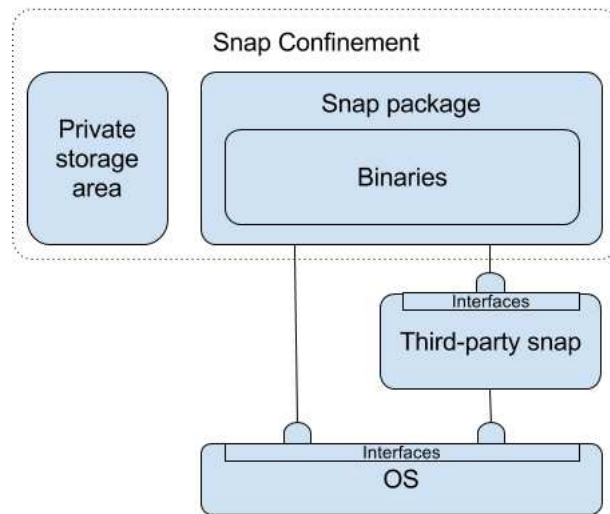 Snap Confinement
Private
storage
area
Snap package
Binaries
Interfaces
Third-party snap
Interfaces
OS